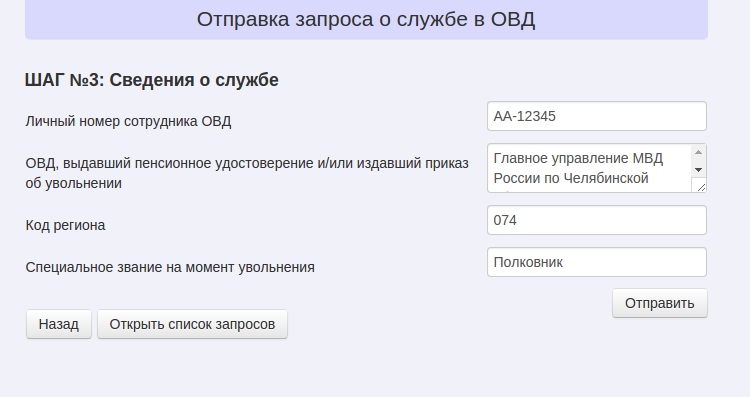 Отправка запроса о службе в ОВД
ШАГ №3: Сведения о службе
Личный номер сотрудника ОВД
АА-12345
ОВД, выдавший пенсионное удостоверение и/или издавший приказ
об увольнении
Главное управление МВД
России по Челябинской
Код региона
074
Специальное звание на момент увольнения
Полковник
Отправить
Назад
Открыть список запросов